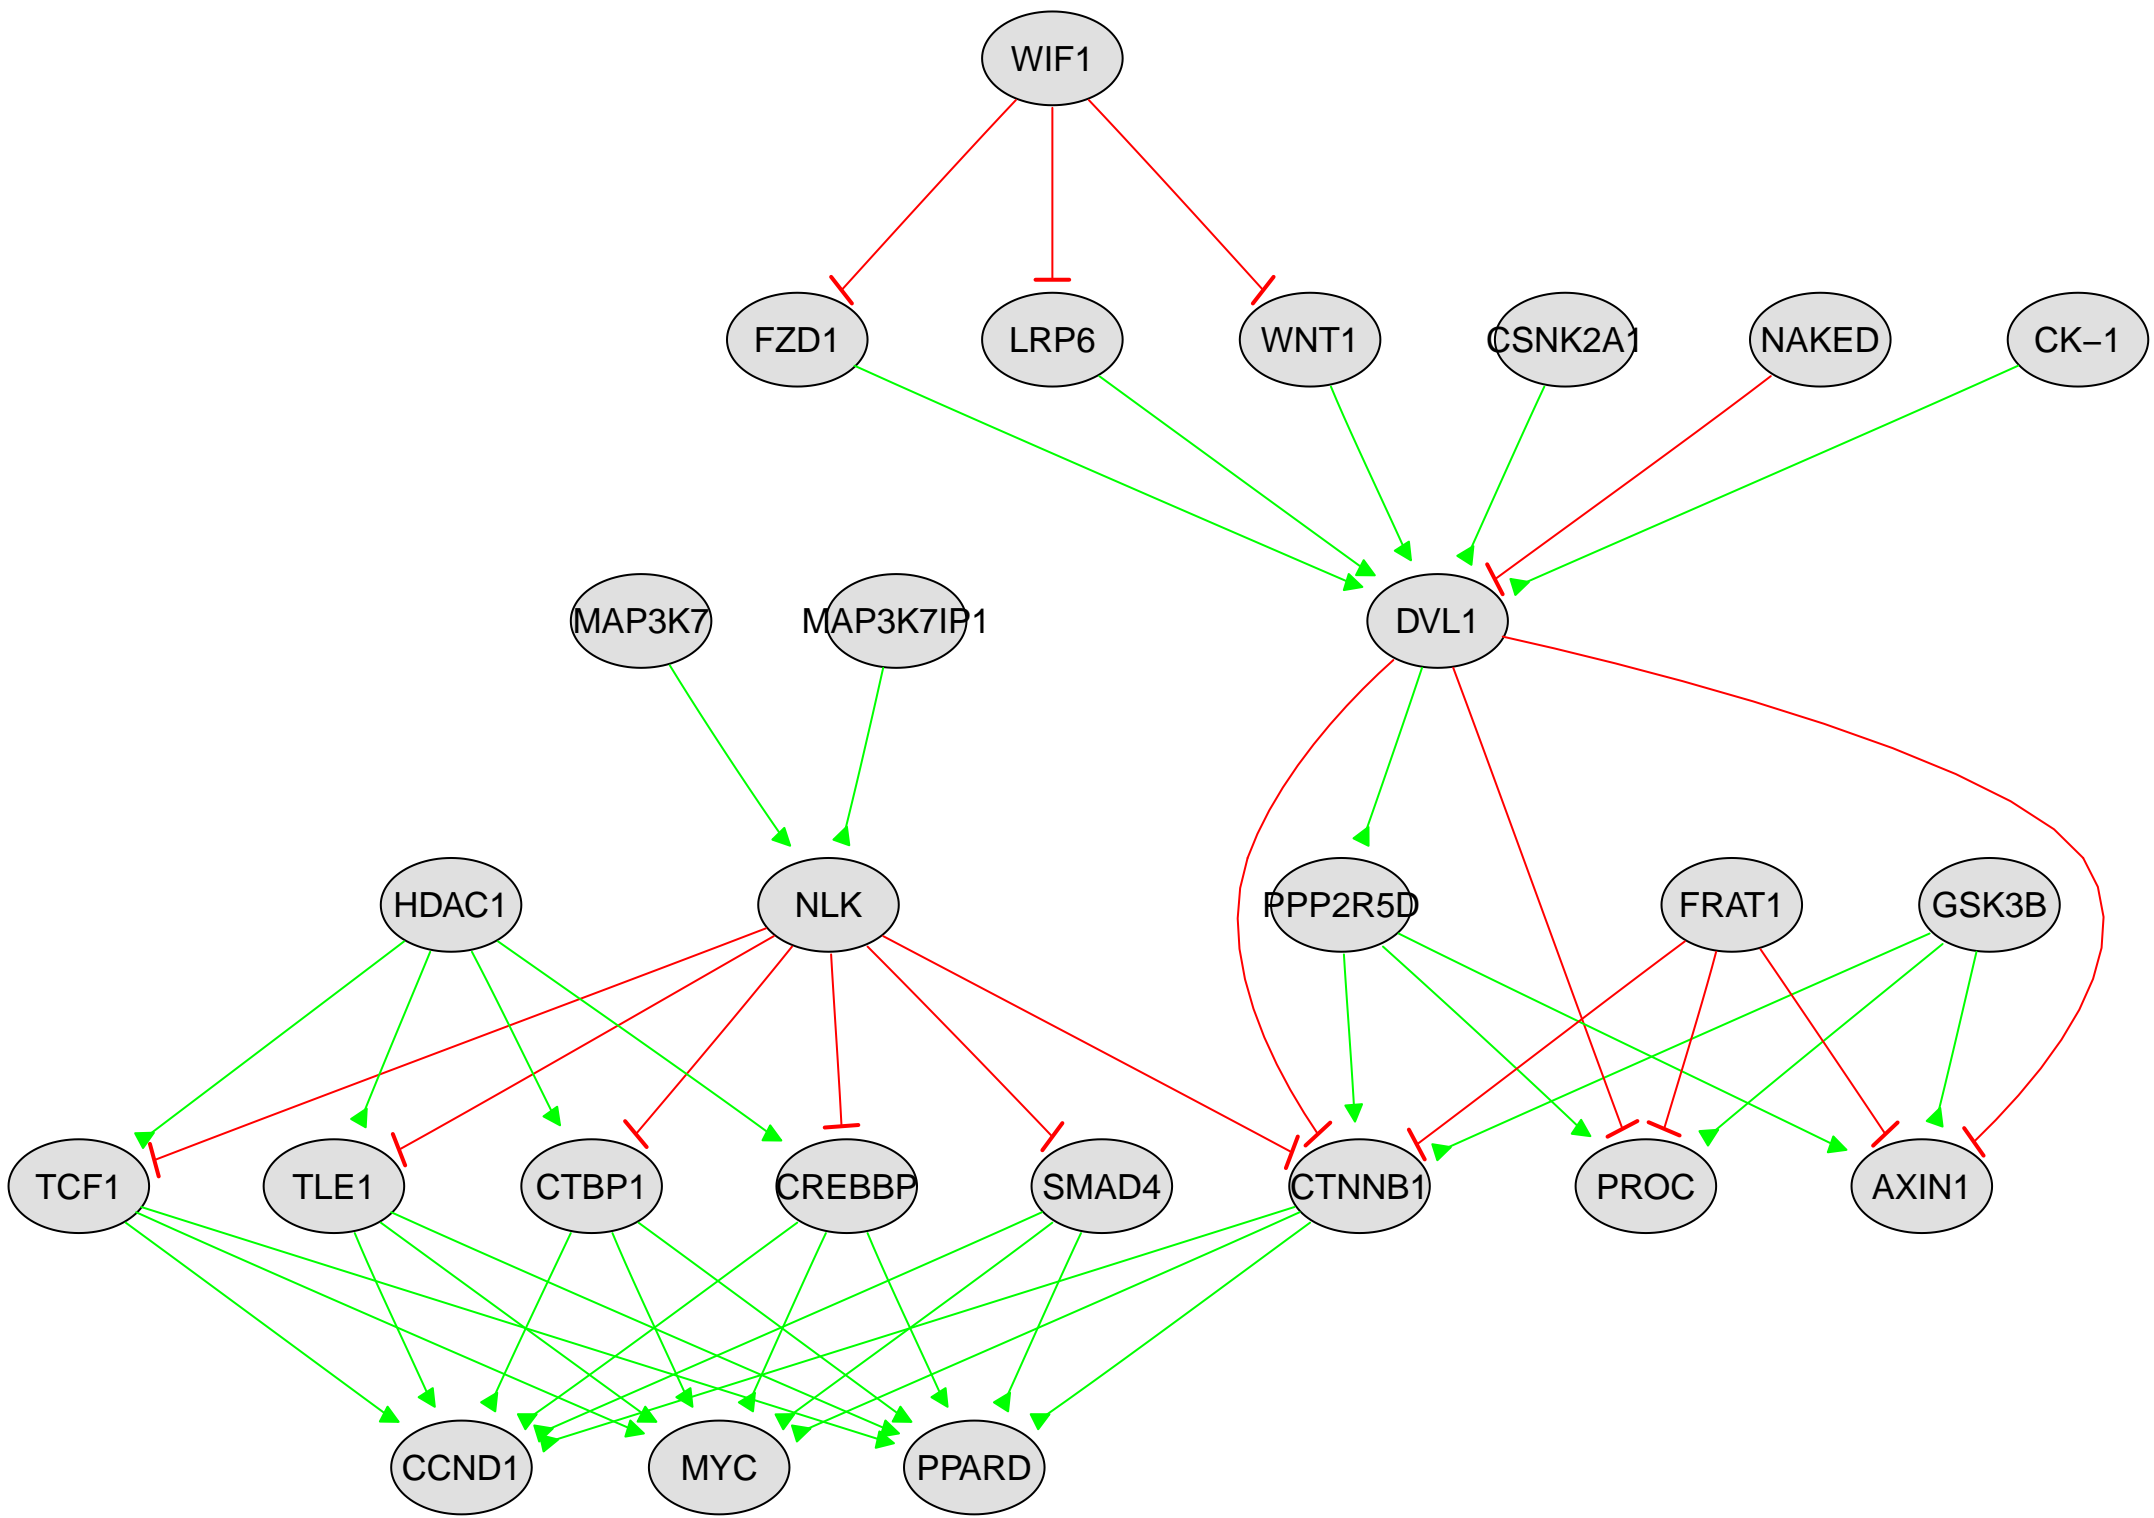 WIF1
FZD1
LRP6
WNT1
CSNK2A1
NAKED
CK–1
MAP3K7
MAP3K7IP1
DVL1
HDAC1
NLK
PPP2R5D
FRAT1
GSK3B
TCF1
TLE1
CTBP1
CREBBP
SMAD4
CTNNB1
PROC
AXIN1
CCND1
MYC
PPARD